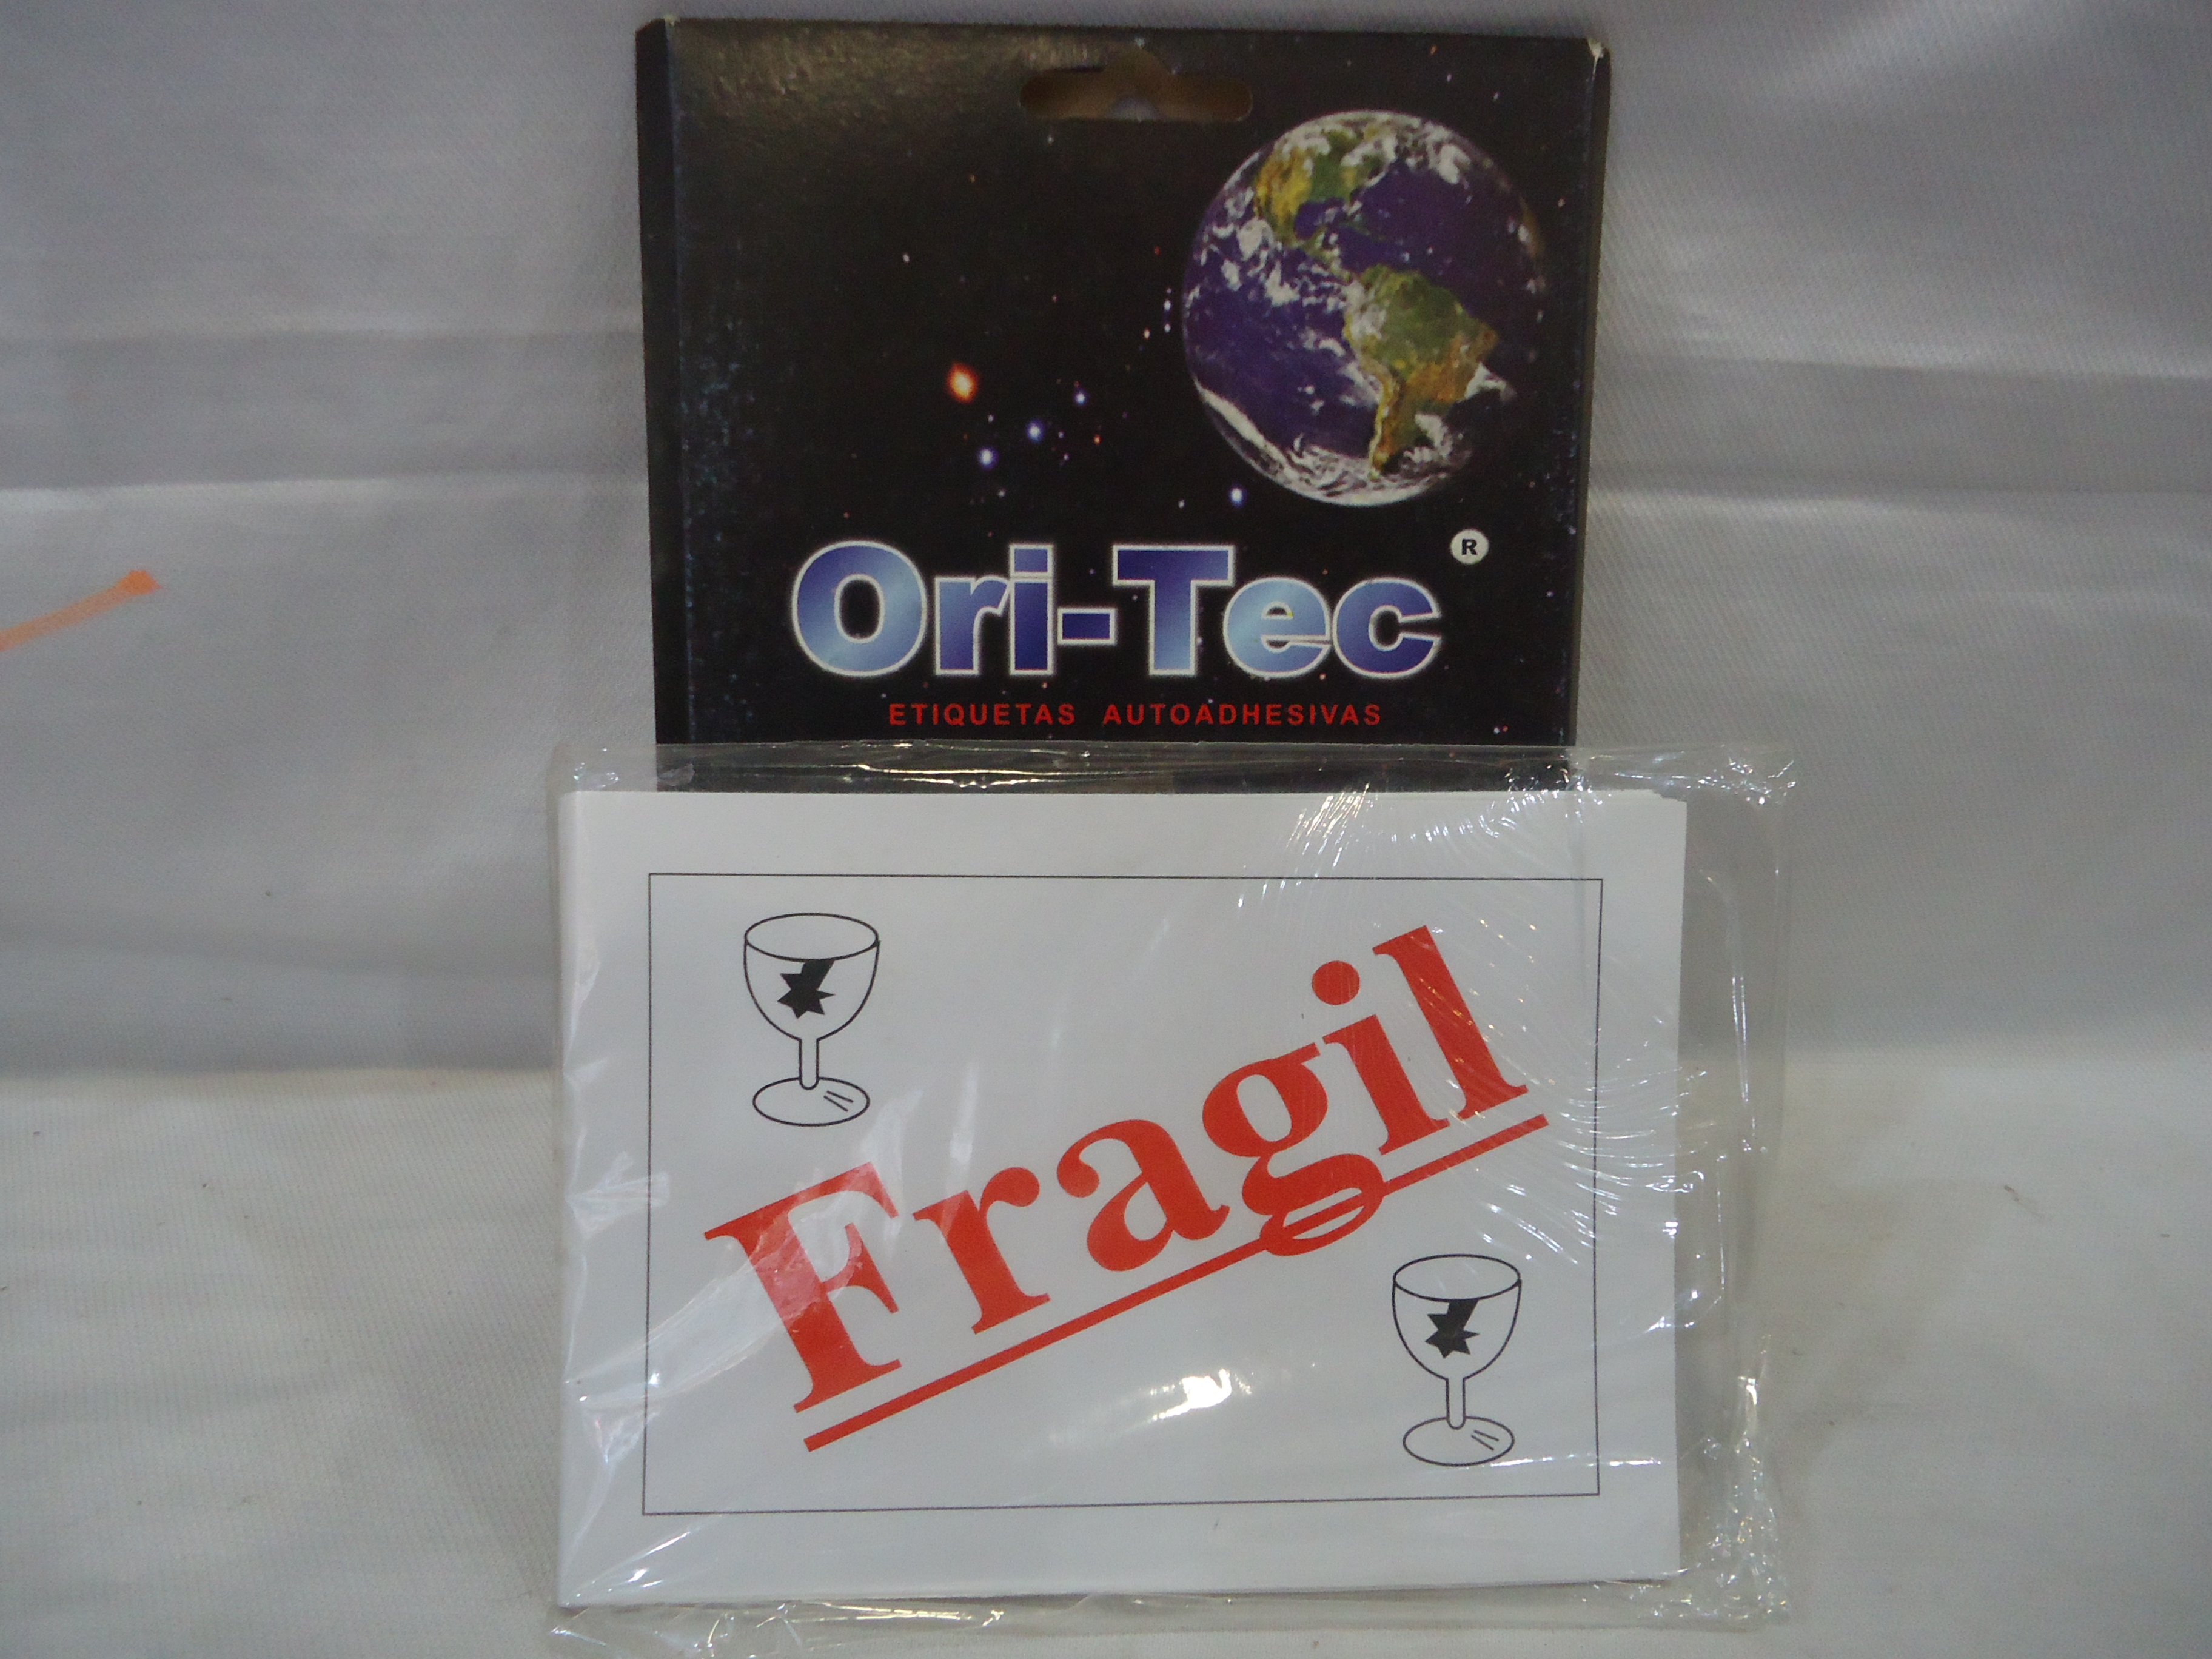 Ori-Tec ®
ETIQUETAS AUTOADHESIVAS
Fragil